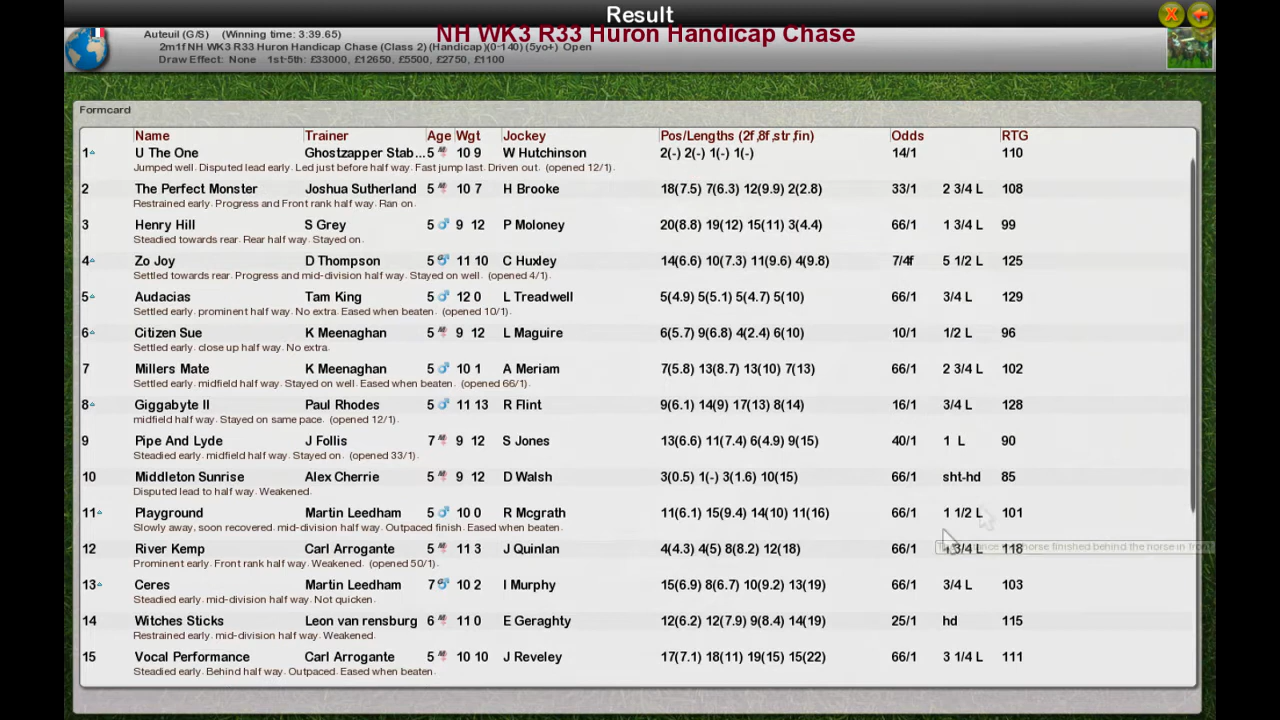 Result
NH WK3 R33 Huron Handicap Chase
Auteuil (G/S) (Winning time: 3:39.65)
2m1f NH WK3 R33 Huron Handicap Chase (Class 2) (Handicap)(0-140) (5yo+) Open
Draw Effect: None 1st-5th: £33000, £12650, £5500, £2750, £1100
Formcard
Name Trainer Age Wgt Jockey Pos/Lengths (2f,8f,str,fin) Odds RTG
1 U The One Ghostzapper Stab... 5 10 9 W Hutchinson 2(-) 2(-) 1(-) 1(-) 14/1 110
Jumped well. Disputed lead early. Led just before half way. Fast jump last. Driven out. (opened 12/1).
2 The Perfect Monster Joshua Sutherland 5 10 7 H Brooke 18(7.5) 7(6.3) 12(9.9) 2(2.8) 33/1 2 3/4 L 108
Restrained early. Progress and Front rank half way. Ran on.
3 Henry Hill S Grey 5 9 12 P Moloney 20(8.8) 19(12) 15(11) 3(4.4) 66/1 1 3/4 L 99
Steadied towards rear. Rear half way. Stayed on.
4 Zo Joy D Thompson 5 11 10 C Huxley 14(6.6) 10(7.3) 11(9.6) 4(9.8) 7/4f 5 1/2 L 125
Settled towards rear. Progress and mid-division half way. Stayed on well. (opened 4/1).
5 Audacias Tam King 5 12 0 L Treadwell 5(4.9) 5(5.1) 5(4.7) 5(10) 66/1 3/4 L 129
Settled early. prominent half way. No extra. Eased when beaten. (opened 10/1).
6 Citizen Sue K Meenaghan 5 9 12 L Maguire 6(5.7) 9(6.8) 4(2.4) 6(10) 10/1 1/2 L 96
Settled early. close up half way. No extra.
7 Millers Mate K Meenaghan 5 10 1 A Meriam 7(5.8) 13(8.7) 13(10) 7(13) 66/1 2 3/4 L 102
Settled early. midfield half way. Stayed on well. Eased when beaten. (opened 66/1).
8 Giggabyte II Paul Rhodes 5 11 13 R Flint 9(6.1) 14(9) 17(13) 8(14) 16/1 3/4 L 128
midfield half way. Stayed on same pace. (opened 12/1).
9 Pipe And Lyde J Follis 7 9 12 S Jones 13(6.6) 11(7.4) 6(4.9) 9(15) 40/1 1 L 90
Steadied early. midfield half way. Stayed on. (opened 33/1).
10 Middleton Sunrise Alex Cherrie 5 9 12 D Walsh 3(0.5) 1(-) 3(1.6) 10(15) 66/1 sht-hd 85
Disputed lead to half way. Weakened.
11 Playground Martin Leedham 5 10 0 R Mcgrath 11(6.1) 15(9.4) 14(10) 11(16) 66/1 1 1/2 L 101
Slowly away, soon recovered. mid-division half way. Outpaced finish. Eased when beaten.
12 River Kemp Carl Arrogante 5 11 3 J Quinlan 4(4.3) 4(5) 8(8.2) 12(18) 66/1 3/4 L 118
Prominent early. Front rank half way. Weakened. (opened 50/1).
13 Ceres Martin Leedham 7 10 2 I Murphy 15(6.9) 8(6.7) 10(9.2) 13(19) 66/1 3/4 L 103
Steadied early. mid-division half way. Not quicken.
14 Witches Sticks Leon van rensburg 6 11 0 E Geraghty 12(6.2) 12(7.9) 9(8.4) 14(19) 25/1 hd 115
Restrained early. mid-division half way. Weakened.
15 Vocal Performance Carl Arrogante 5 10 10 J Reveley 17(7.1) 18(11) 19(15) 15(22) 66/1 3 1/4 L 111
Steadied early. Behind half way. Outpaced. Eased when beaten.